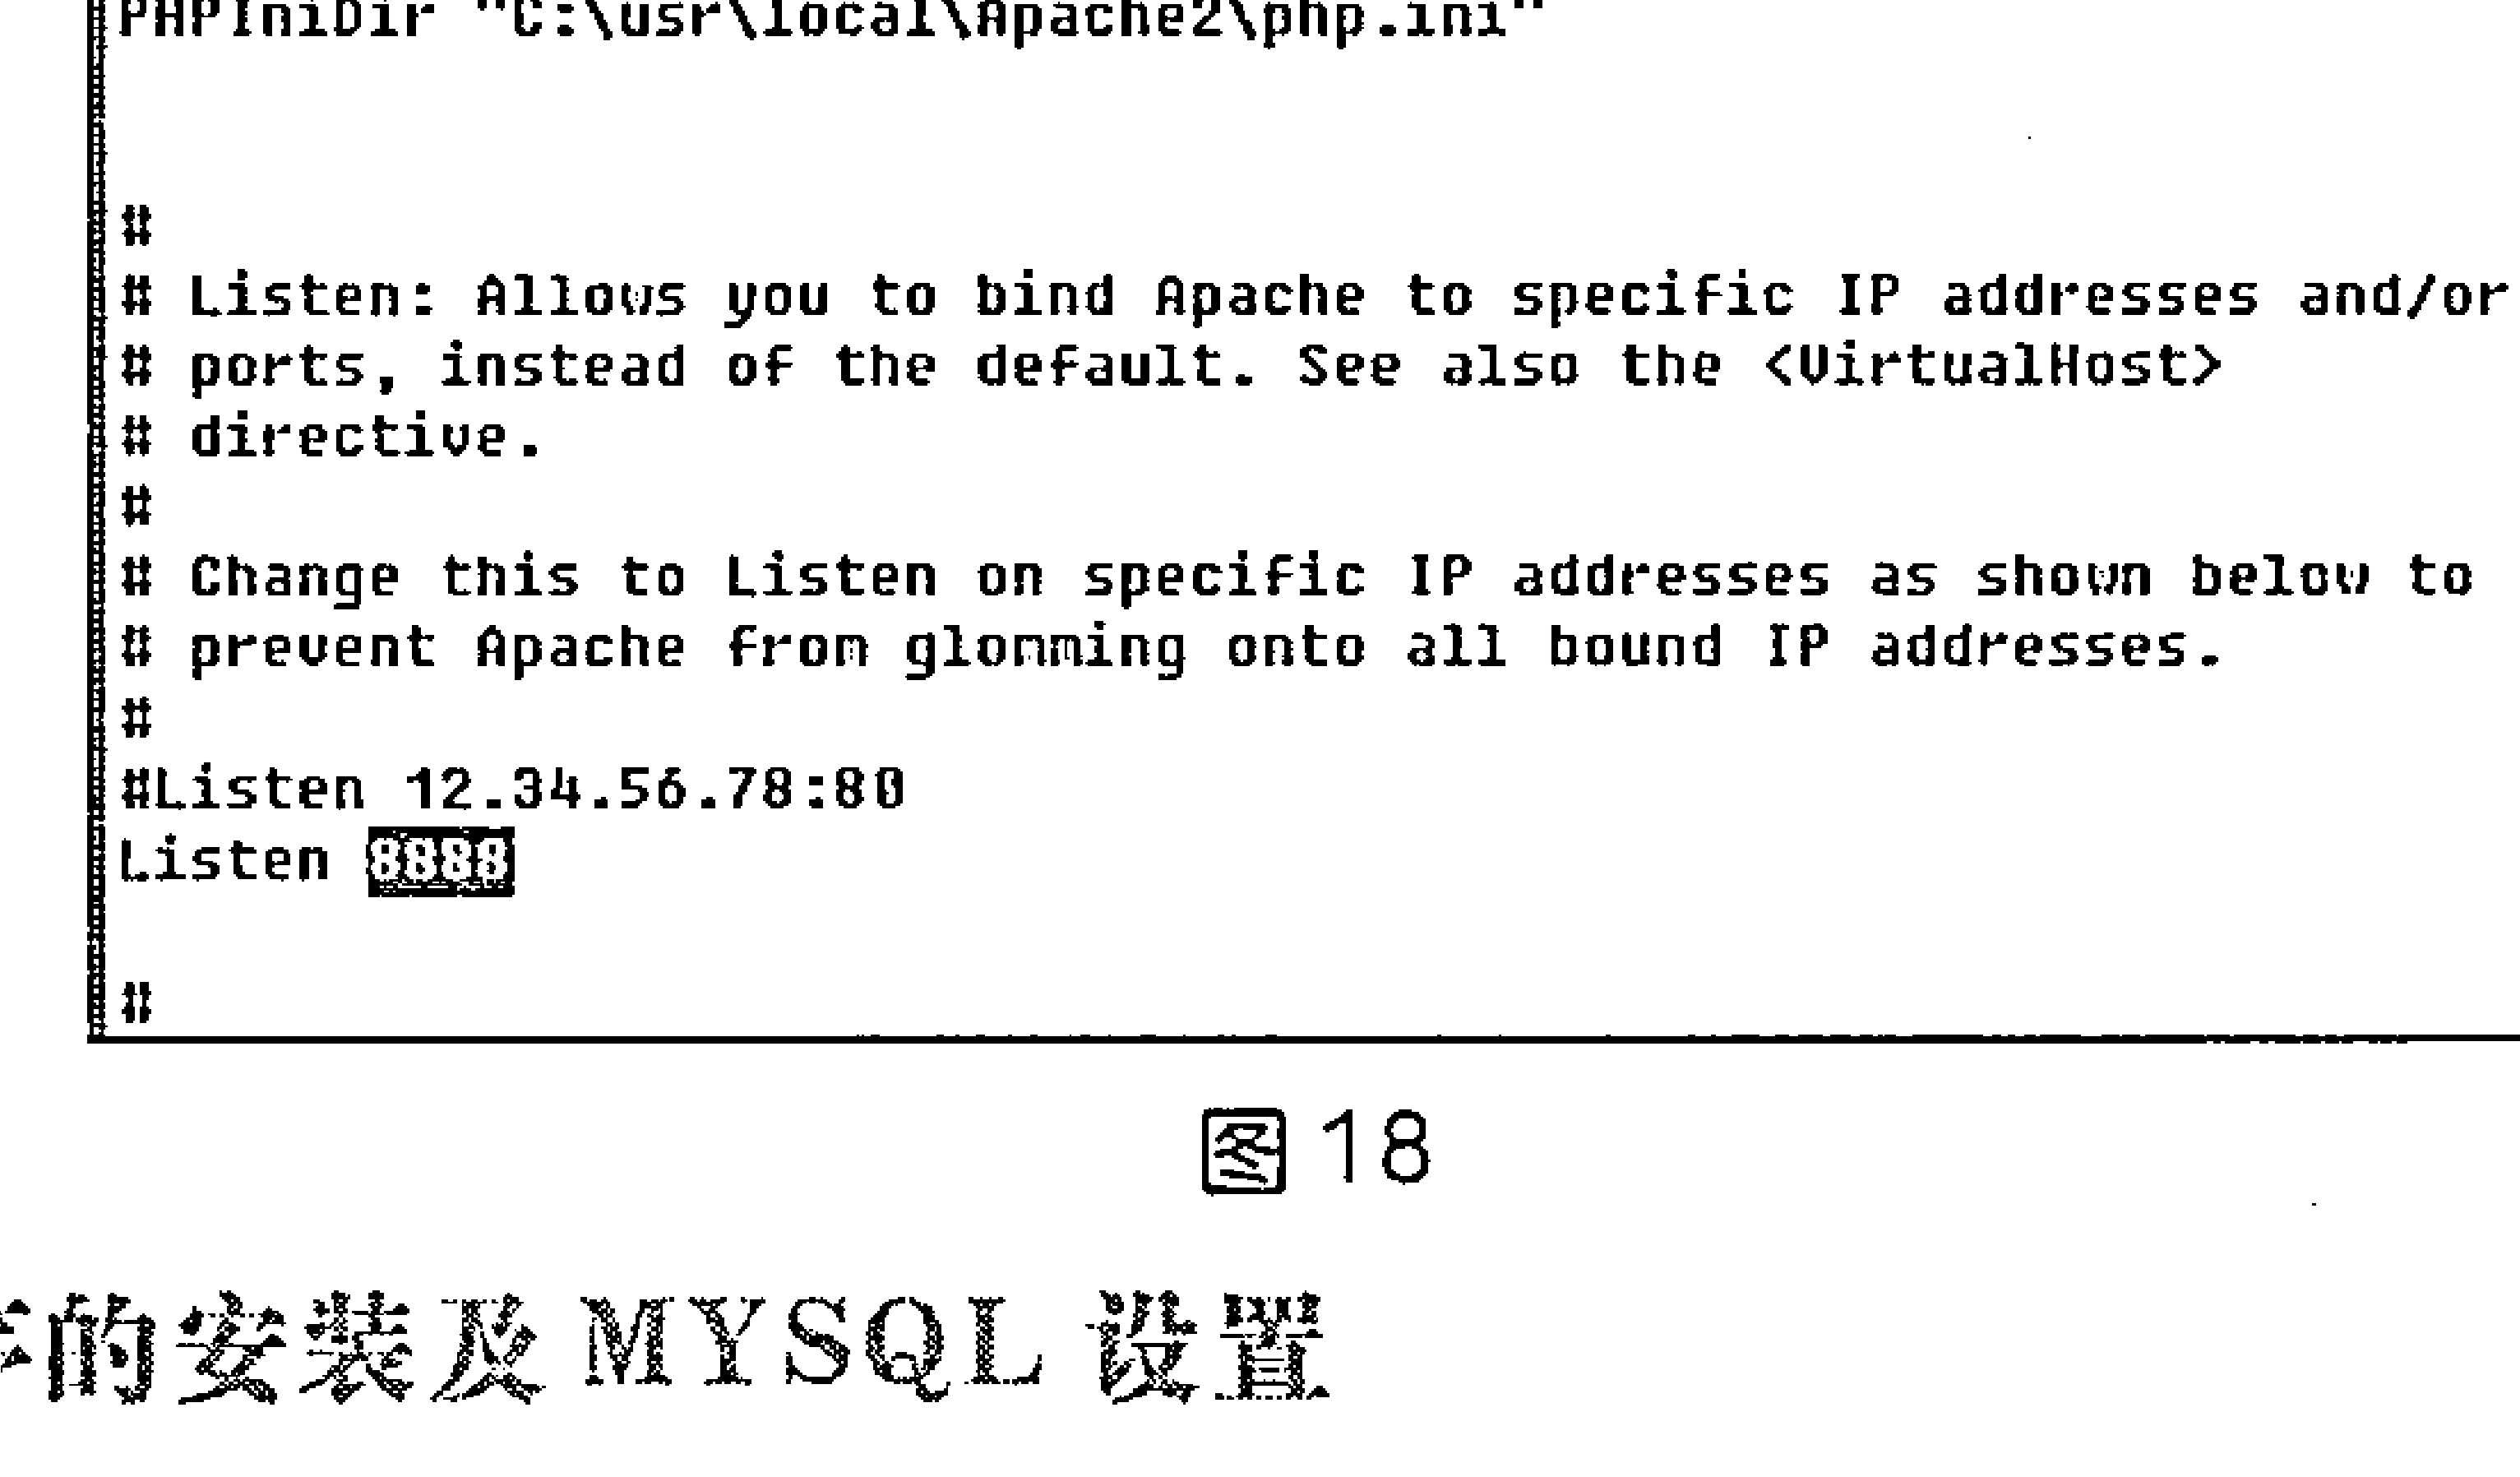 PHPIniDir "C:\usr\local\Apache2\php.ini"
#
# Listen: Allows you to bind Apache to specific IP addresses and/or
# ports, instead of the default. See also the <VirtualHost>
# directive.
#
# Change this to Listen on specific IP addresses as shown below to
# prevent Apache from glomming onto all bound IP addresses.
#
#Listen 12.34.56.78:80
Listen 8888
#
图18
的安装及 MYSQL 设置